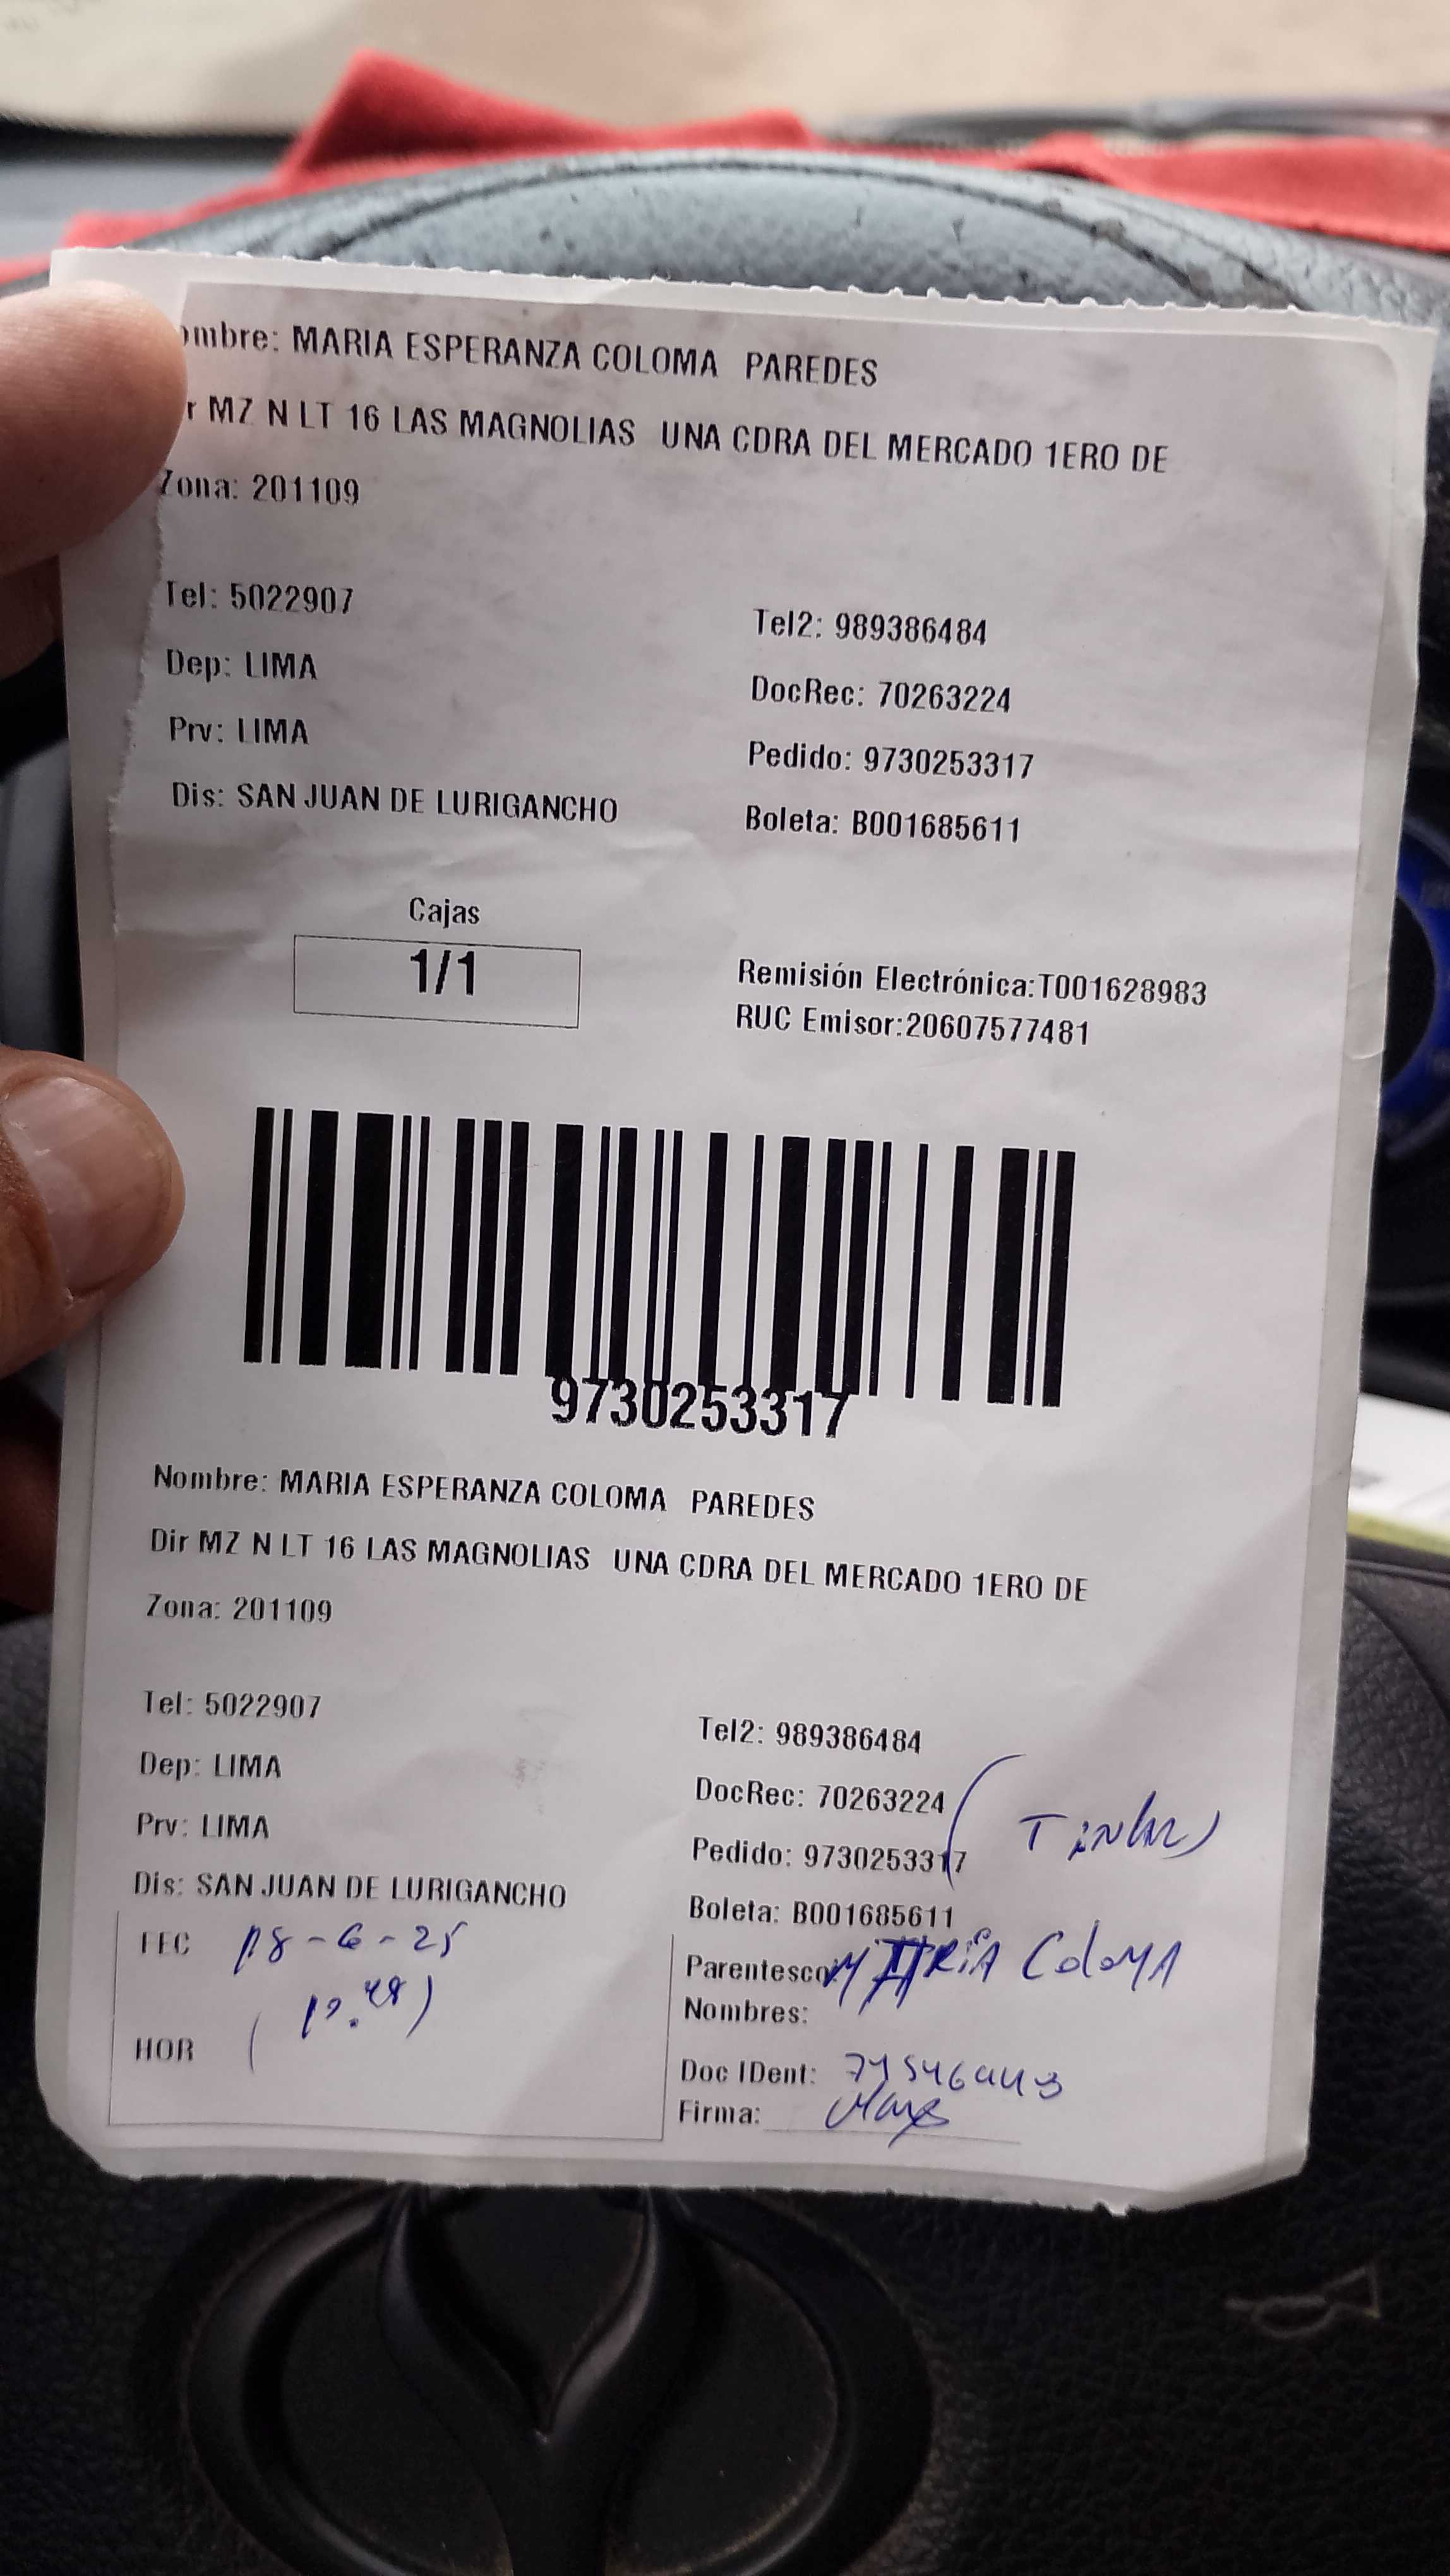 ombre: MARIA ESPERANZA COLOMA PAREDES
r MZ N LT 16 LAS MAGNOLIAS UNA CDRA DEL MERCADO 1ERO DE
Zona: 201109
Tel: 5022907
Tel2: 989386484
Dep: LIMA
DocRec: 70263224
Prv: LIMA
Pedido: 9730253317
Dis: SAN JUAN DE LURIGANCHO
Boleta: B001685611
Cajas
1/1
Remisión Electrónica:T001628983
RUC Emisor:20607577481
9730253317
Nombre: MARIA ESPERANZA COLOMA PAREDES
Dir MZ N LT 16 LAS MAGNOLIAS UNA CDRA DEL MERCADO 1ERO DE
Zona: 201109
Tel: 5022907
Tel2: 989386484
Dep: LIMA
DocRec: 70263224
Prv: LIMA
Pedido: 9730253317
Dis: SAN JUAN DE LURIGANCHO
Boleta: B001685611
FEC 18-6-25
Parentesco: MARIA COLOMA
Nombres:
HOR
Doc IDent:
Firma: